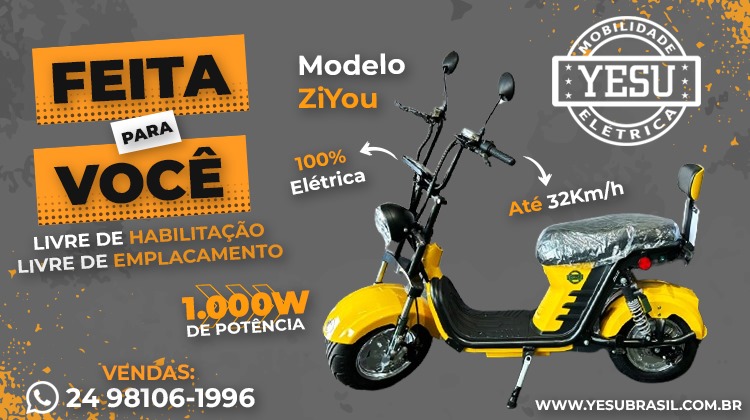 FEITA
PARA
VOCÊ
LIVRE DE HABILITAÇÃO
LIVRE DE EMPLACAMENTO
1.000W
DE POTÊNCIA
VENDAS:
24 98106-1996
Modelo
ZiYou
100%
Elétrica
Até 32Km/h
MOBILIDADE
YESU
ELETRICA
WWW.YESUBRASIL.COM.BR